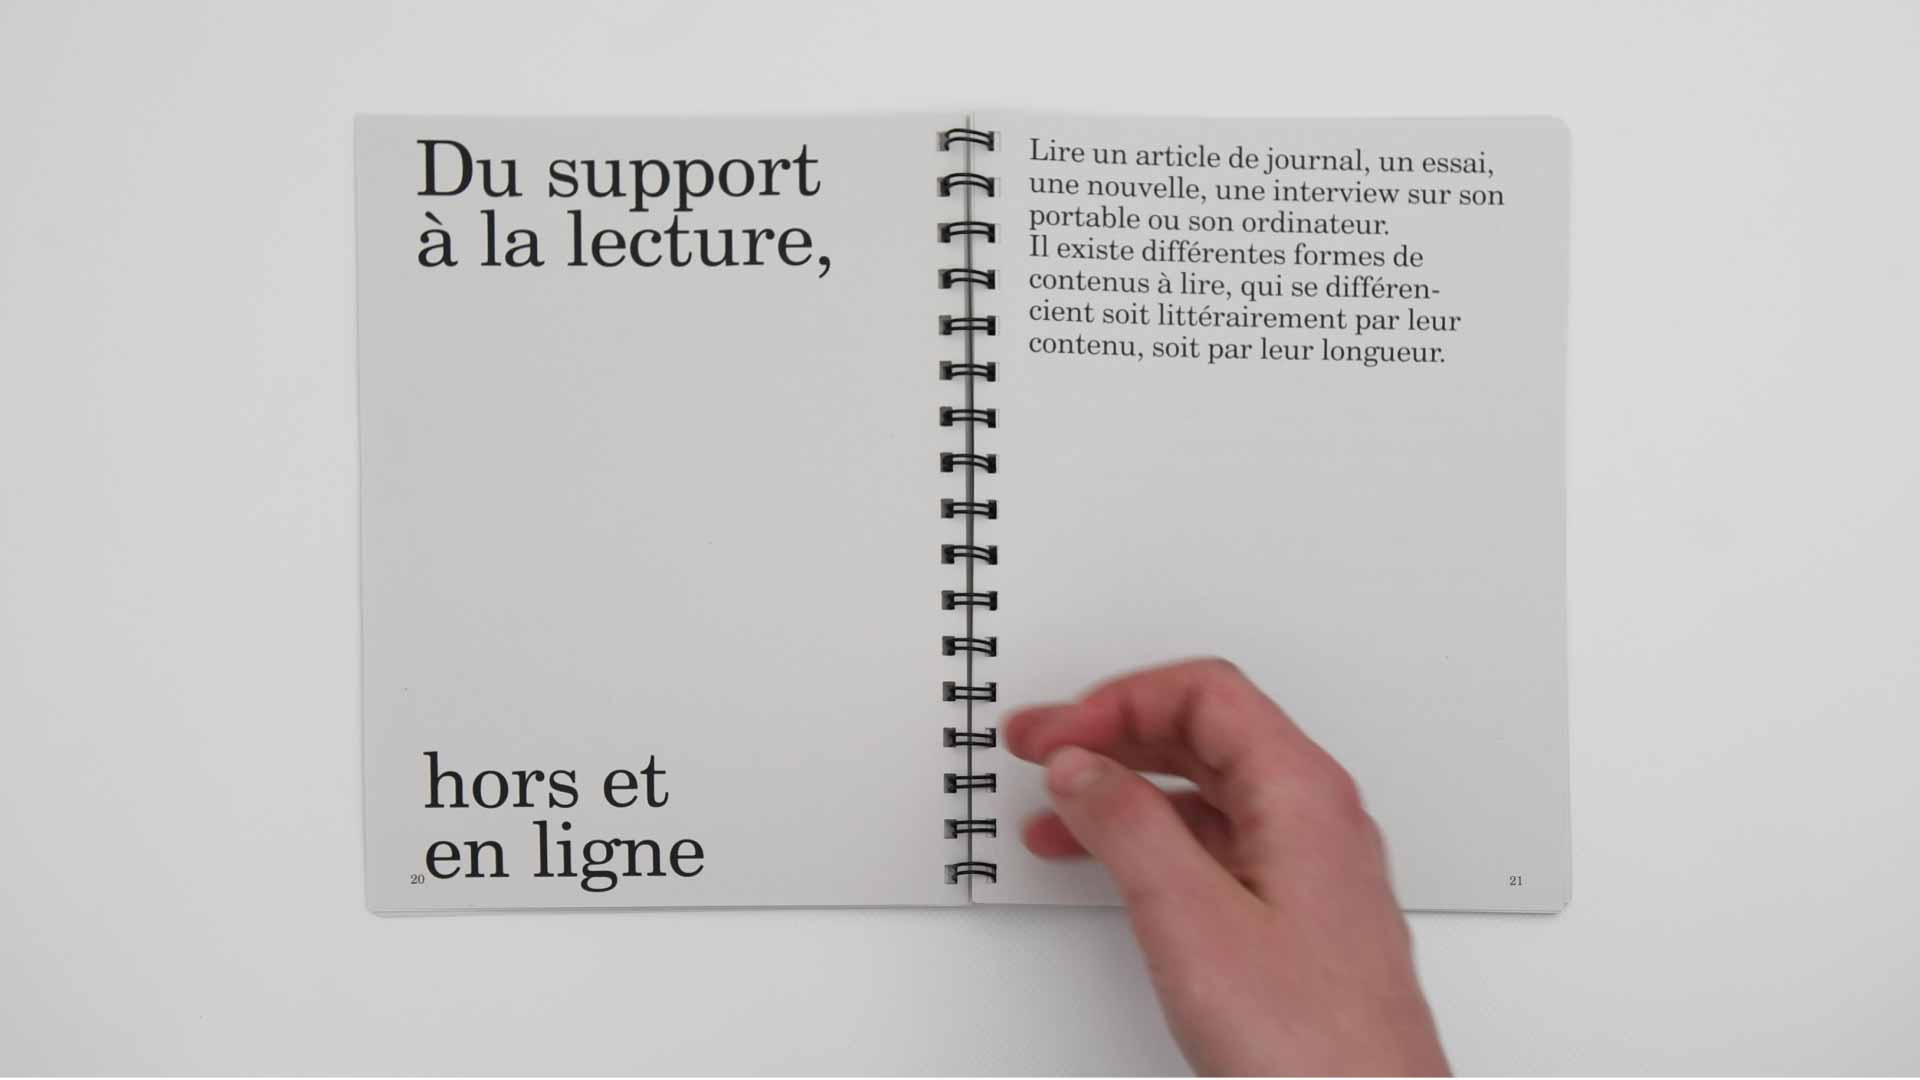 Du support
à la lecture,
hors et
en ligne
20
Lire un article de journal, un essai,
une nouvelle, une interview sur son
portable ou son ordinateur.
Il existe différentes formes de
contenus à lire, qui se différen-
cient soit littérairement par leur
contenu, soit par leur longueur.
21